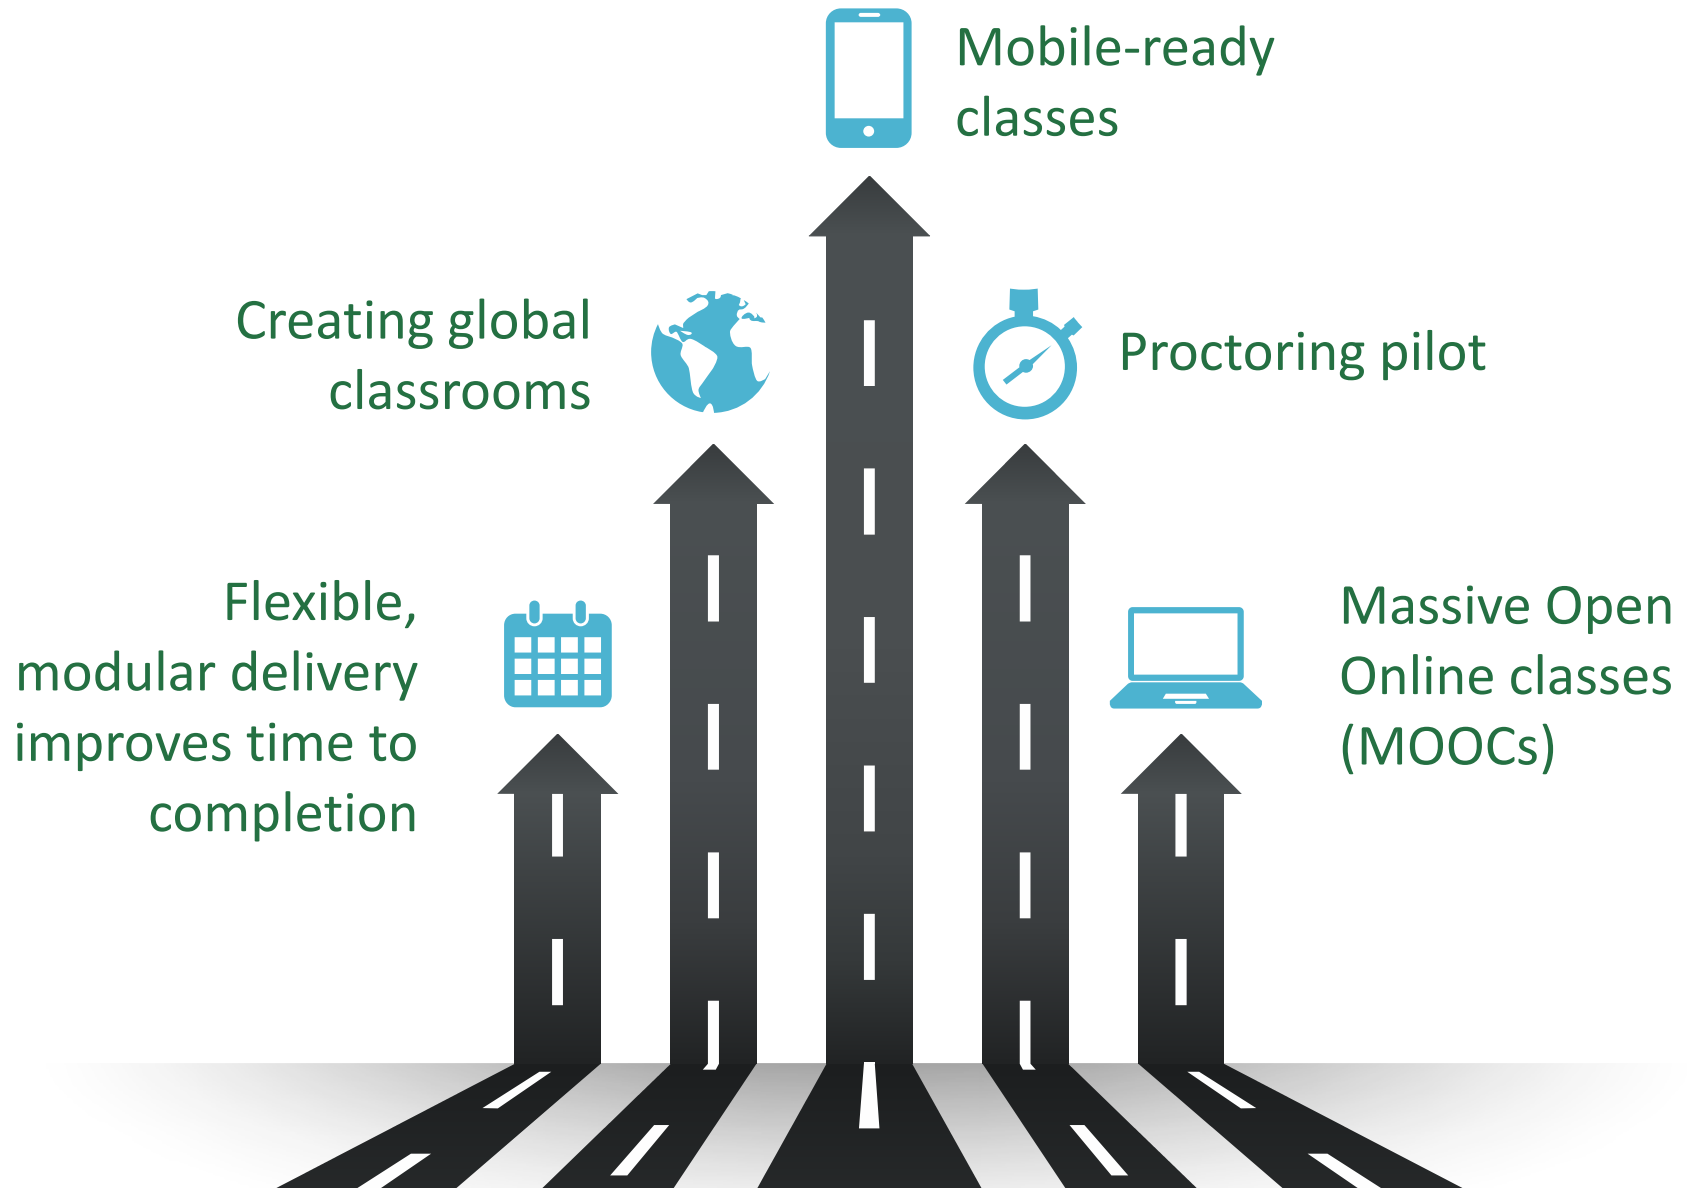 Mobile-ready
classes
Creating global
classrooms
Proctoring pilot
Flexible,
modular delivery
improves time to
completion
Massive Open
Online classes
(MOOCs)